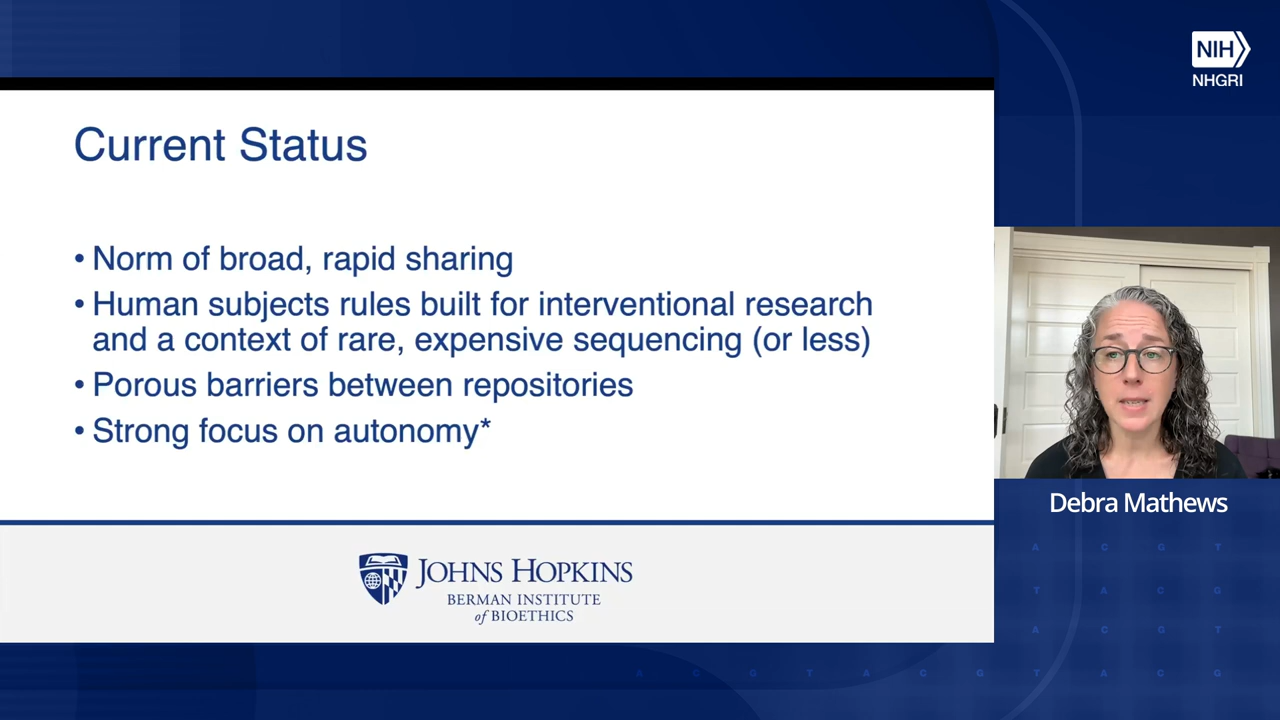 NIH
NHGRI
Current Status
• Norm of broad, rapid sharing
• Human subjects rules built for interventional research
and a context of rare, expensive sequencing (or less)
• Porous barriers between repositories
• Strong focus on autonomy*
Debra Mathews
JOHNS HOPKINS
BERMAN INSTITUTE
of BIOETHICS
A C G T
T A C G
A C G T
T A C G
A C G T A C G T A C G T